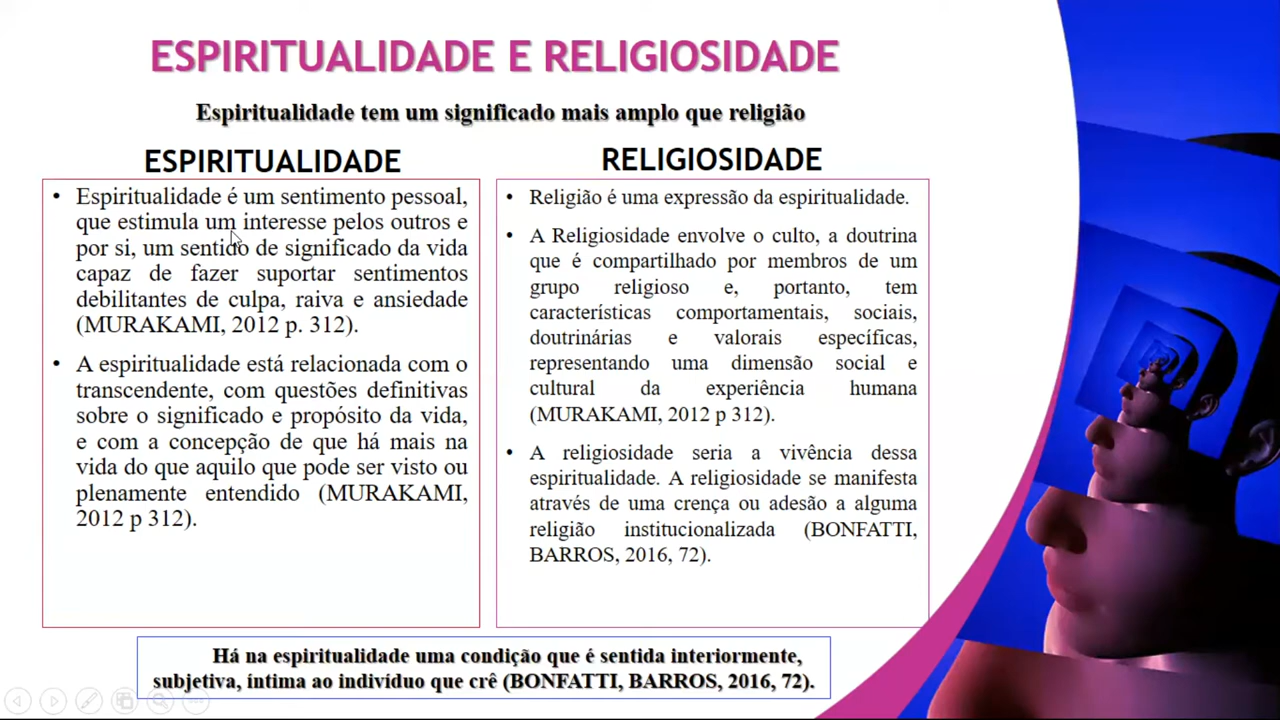 ESPIRITUALIDADE E RELIGIOSIDADE
Espiritualidade tem um significado mais amplo que religião
ESPIRITUALIDADE
• Espiritualidade é um sentimento pessoal,
que estimula um interesse pelos outros e
por si, um sentido de significado da vida
capaz de fazer suportar sentimentos
debilitantes de culpa, raiva e ansiedade
(MURAKAMI, 2012 p. 312).
• A espiritualidade está relacionada com o
transcendente, com questões definitivas
sobre o significado e propósito da vida,
e com a concepção de que há mais na
vida do que aquilo que pode ser visto ou
plenamente entendido (MURAKAMI,
2012 p 312).
RELIGIOSIDADE
• Religião é uma expressão da espiritualidade.
• A Religiosidade envolve o culto, a doutrina
que é compartilhado por membros de um
grupo religioso e, portanto, tem
características comportamentais, sociais,
doutrinárias e valorais específicas,
representando uma dimensão social e
cultural da experiência humana
(MURAKAMI, 2012 p 312).
• A religiosidade seria a vivência dessa
espiritualidade. A religiosidade se manifesta
através de uma crença ou adesão a alguma
religião institucionalizada (BONFATTI,
BARROS, 2016, 72).
Há na espiritualidade uma condição que é sentida interiormente,
subjetiva, íntima ao indivíduo que crê (BONFATTI, BARROS, 2016, 72).